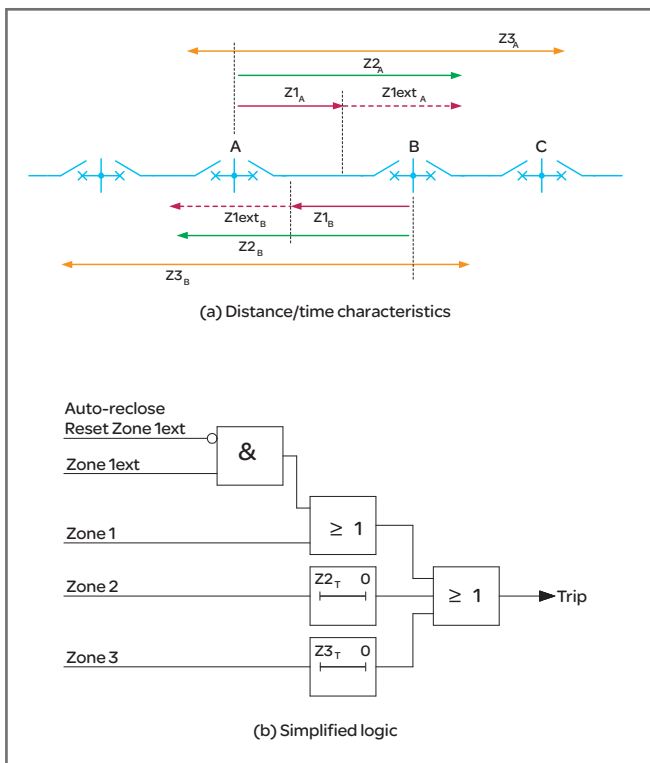 Z3A
Z2A
Z1A
Z1extA
A
B
C
Z1extB
Z1B
Z2B
Z3B
(a) Distance/time characteristics
Auto-reclose
Reset Zone 1ext
&
Zone 1ext
≥ 1
Zone 1
Z2T 0
Zone 2
≥ 1
Trip
Z3T 0
Zone 3
(b) Simplified logic